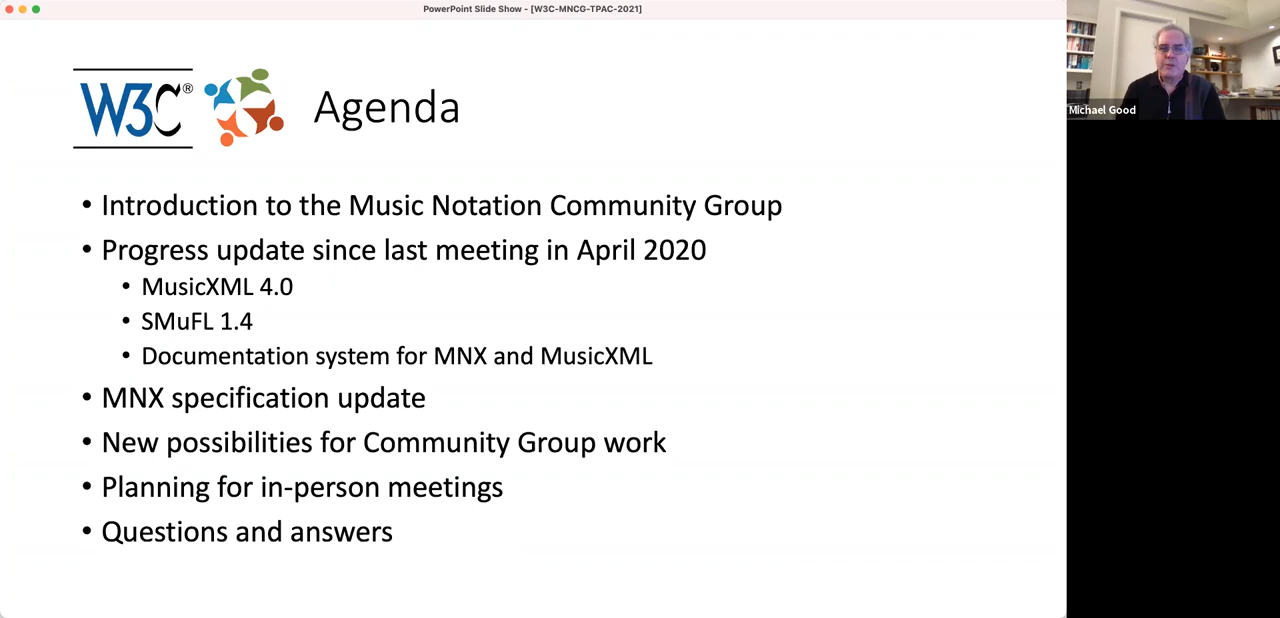 PowerPoint Slide Show - [W3C-MNCG-TPAC-2021]
W3C®
Agenda
• Introduction to the Music Notation Community Group
• Progress update since last meeting in April 2020
• MusicXML 4.0
• SMuFL 1.4
• Documentation system for MNX and MusicXML
• MNX specification update
• New possibilities for Community Group work
• Planning for in-person meetings
• Questions and answers
Michael Good